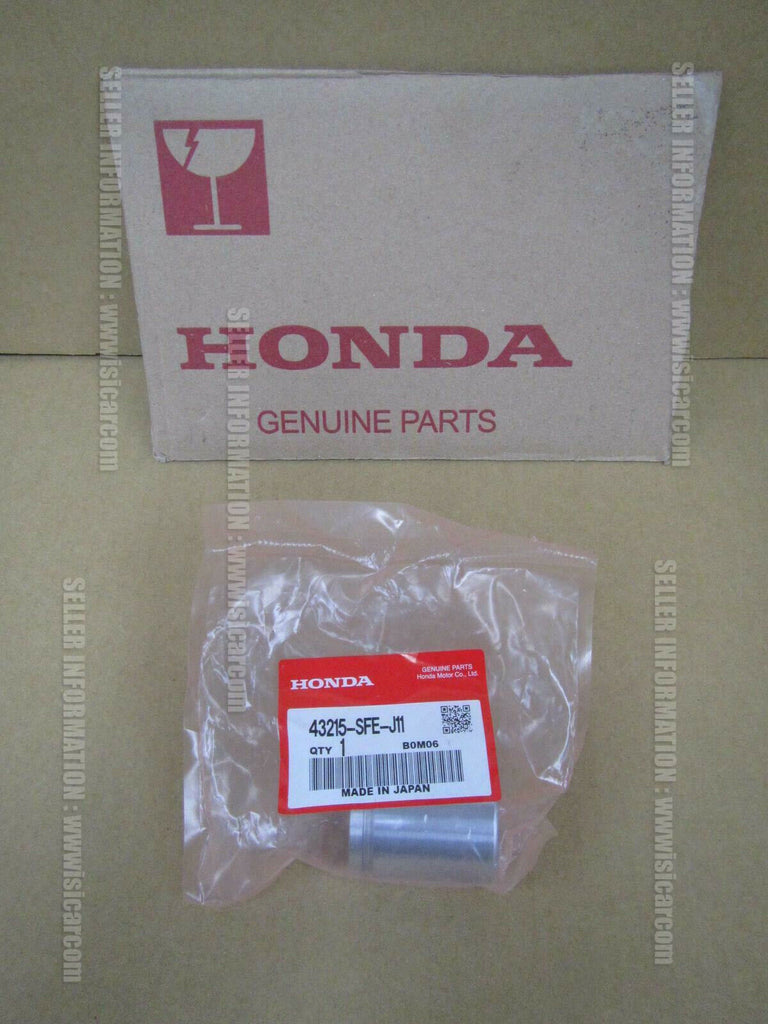 HONDA
GENUINE PARTS
HONDA
GENUINE PARTS
Honda Motor Co., Ltd.
43215-SFE-J11
QTY 1
B0M06
MADE IN JAPAN
SELLER INFORMATION : www.isicar.com
SELLER INFORMATION : www.isicar.com
SELLER INFORMATION : www.isicar.com
SELLER INFORMATION : www.isicar.com
SELLER INFORMATION : www.isicar.com